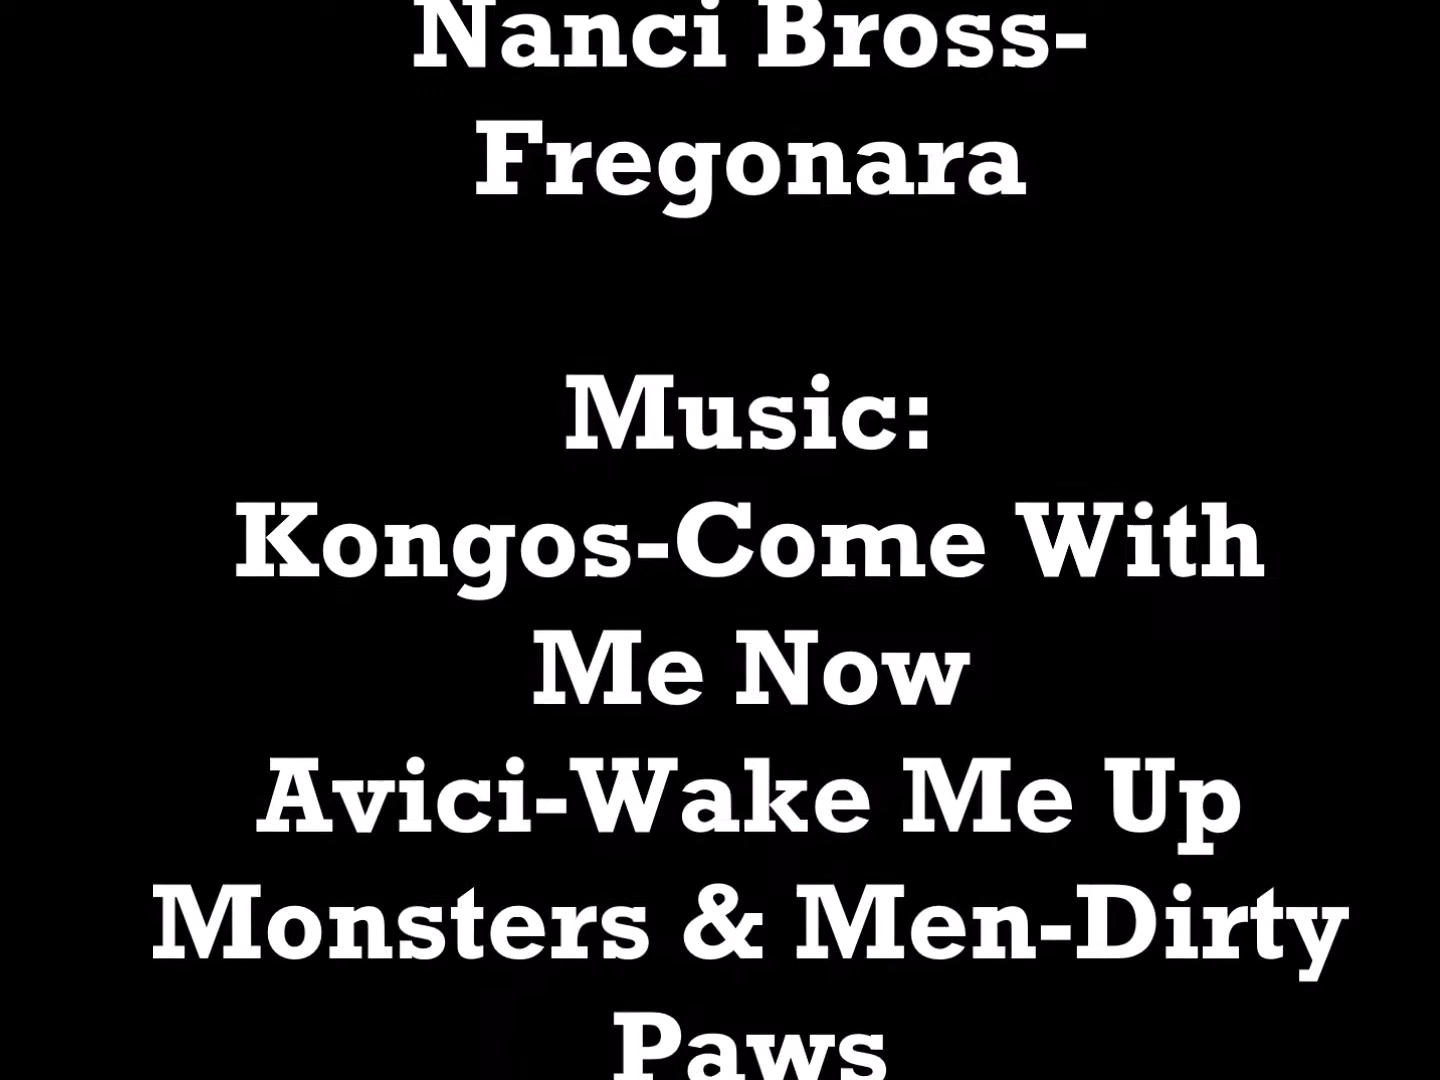 Nanci Bross-
Fregonara
Music:
Kongos-Come With
Me Now
Avici-Wake Me Up
Monsters & Men-Dirty
Paws